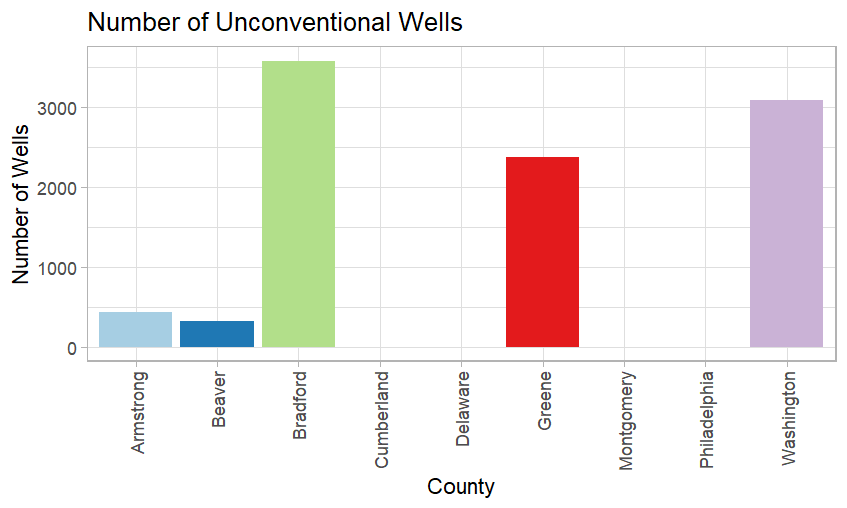 Number of Unconventional Wells
Number of Wells
3000
2000
1000
0
Armstrong
Beaver
Bradford
Cumberland
Delaware
Greene
Montgomery
Philadelphia
Washington
County